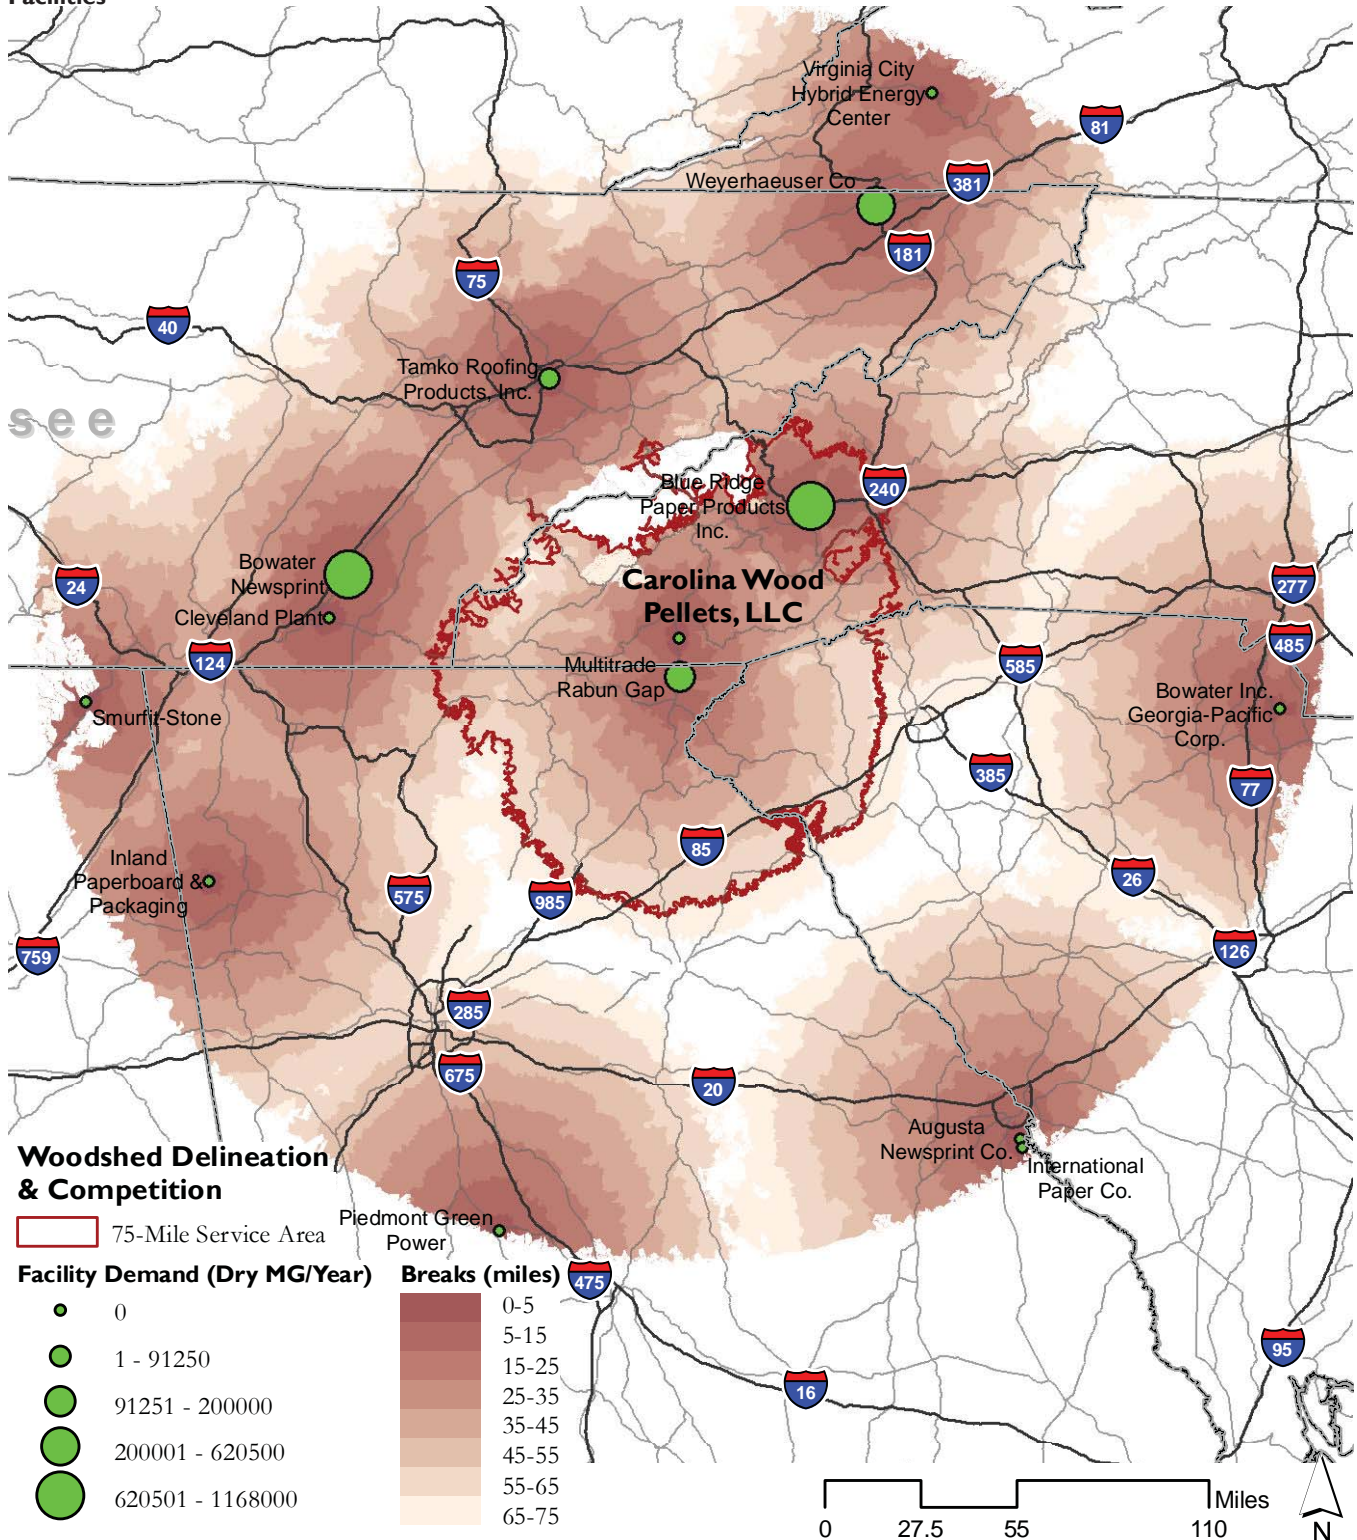 Facilities
Virginia City
Hybrid Energy
Center
81
Weyerhaeuser Co
381
181
75
40
Tamko Roofing
Products, Inc.
see
Blue Ridge
Paper Products
Inc.
240
Bowater
Newsprint
24
Carolina Wood
Pellets, LLC
277
Cleveland Plant
485
124
Multitrade
Rabun Gap
585
Smurfit-Stone
Bowater Inc.
Georgia-Pacific
Corp.
385
77
85
Inland
Paperboard &
Packaging
575
985
26
759
126
285
675
20
Augusta
Newsprint Co.
International
Paper Co.
Piedmont Green
Power
475
95
16
Woodshed Delineation
& Competition
75-Mile Service Area
Facility Demand (Dry MG/Year)
0
1 - 91250
91251 - 200000
200001 - 620500
620501 - 1168000
Breaks (miles)
0-5
5-15
15-25
25-35
35-45
45-55
55-65
65-75
Miles
0 27.5 55 110
N